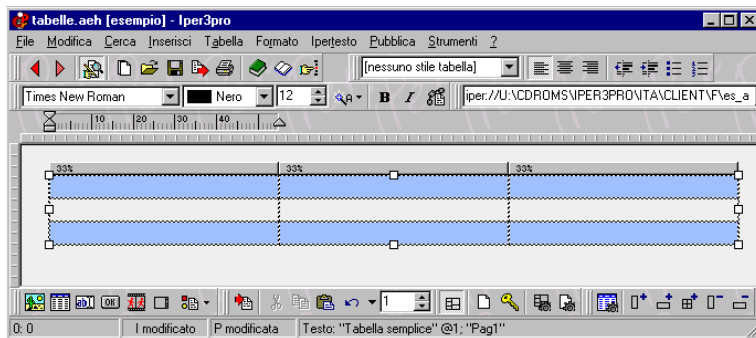 tabelle.aeh [esempio] - Iper3pro
File Modifica Cerca Inserisci Tabella Formato Ipertesto Pubblica Strumenti ?
[nessuno stile tabella]
Times New Roman Nero 12 A B I iper://U:\CDROMS\IPER3PRO\ITA\CLIENT\F\es_a
10 20 30 40
33% 33% 33%
ab OK 1
0: 0 I modificato P modificata Testo: "Tabella semplice" @1; "Pag1"